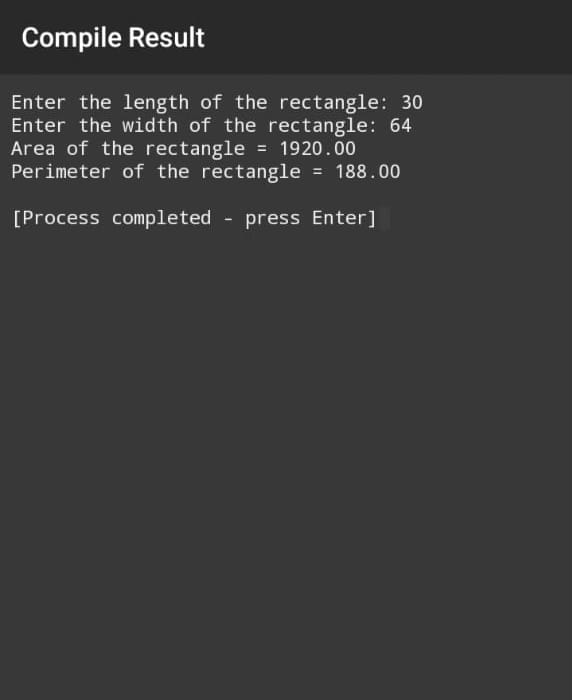 Compile Result
Enter the length of the rectangle: 30
Enter the width of the rectangle: 64
Area of the rectangle = 1920.00
Perimeter of the rectangle = 188.00
[Process completed - press Enter]